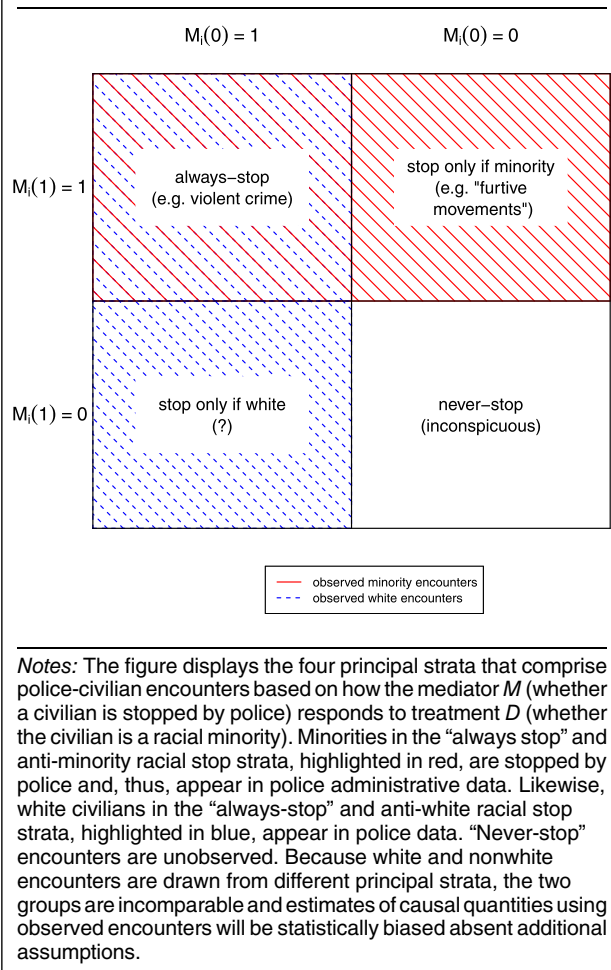 Mᵢ(0) = 1
Mᵢ(0) = 0
Mᵢ(1) = 1
always−stop
(e.g. violent crime)
stop only if minority
(e.g. "furtive
movements")
Mᵢ(1) = 0
stop only if white
(?)
never−stop
(inconspicuous)
observed minority encounters
observed white encounters
Notes: The figure displays the four principal strata that comprise
police-civilian encounters based on how the mediator M (whether
a civilian is stopped by police) responds to treatment D (whether
the civilian is a racial minority). Minorities in the “always stop” and
anti-minority racial stop strata, highlighted in red, are stopped by
police and, thus, appear in police administrative data. Likewise,
white civilians in the “always-stop” and anti-white racial stop
strata, highlighted in blue, appear in police data. “Never-stop”
encounters are unobserved. Because white and nonwhite
encounters are drawn from different principal strata, the two
groups are incomparable and estimates of causal quantities using
observed encounters will be statistically biased absent additional
assumptions.